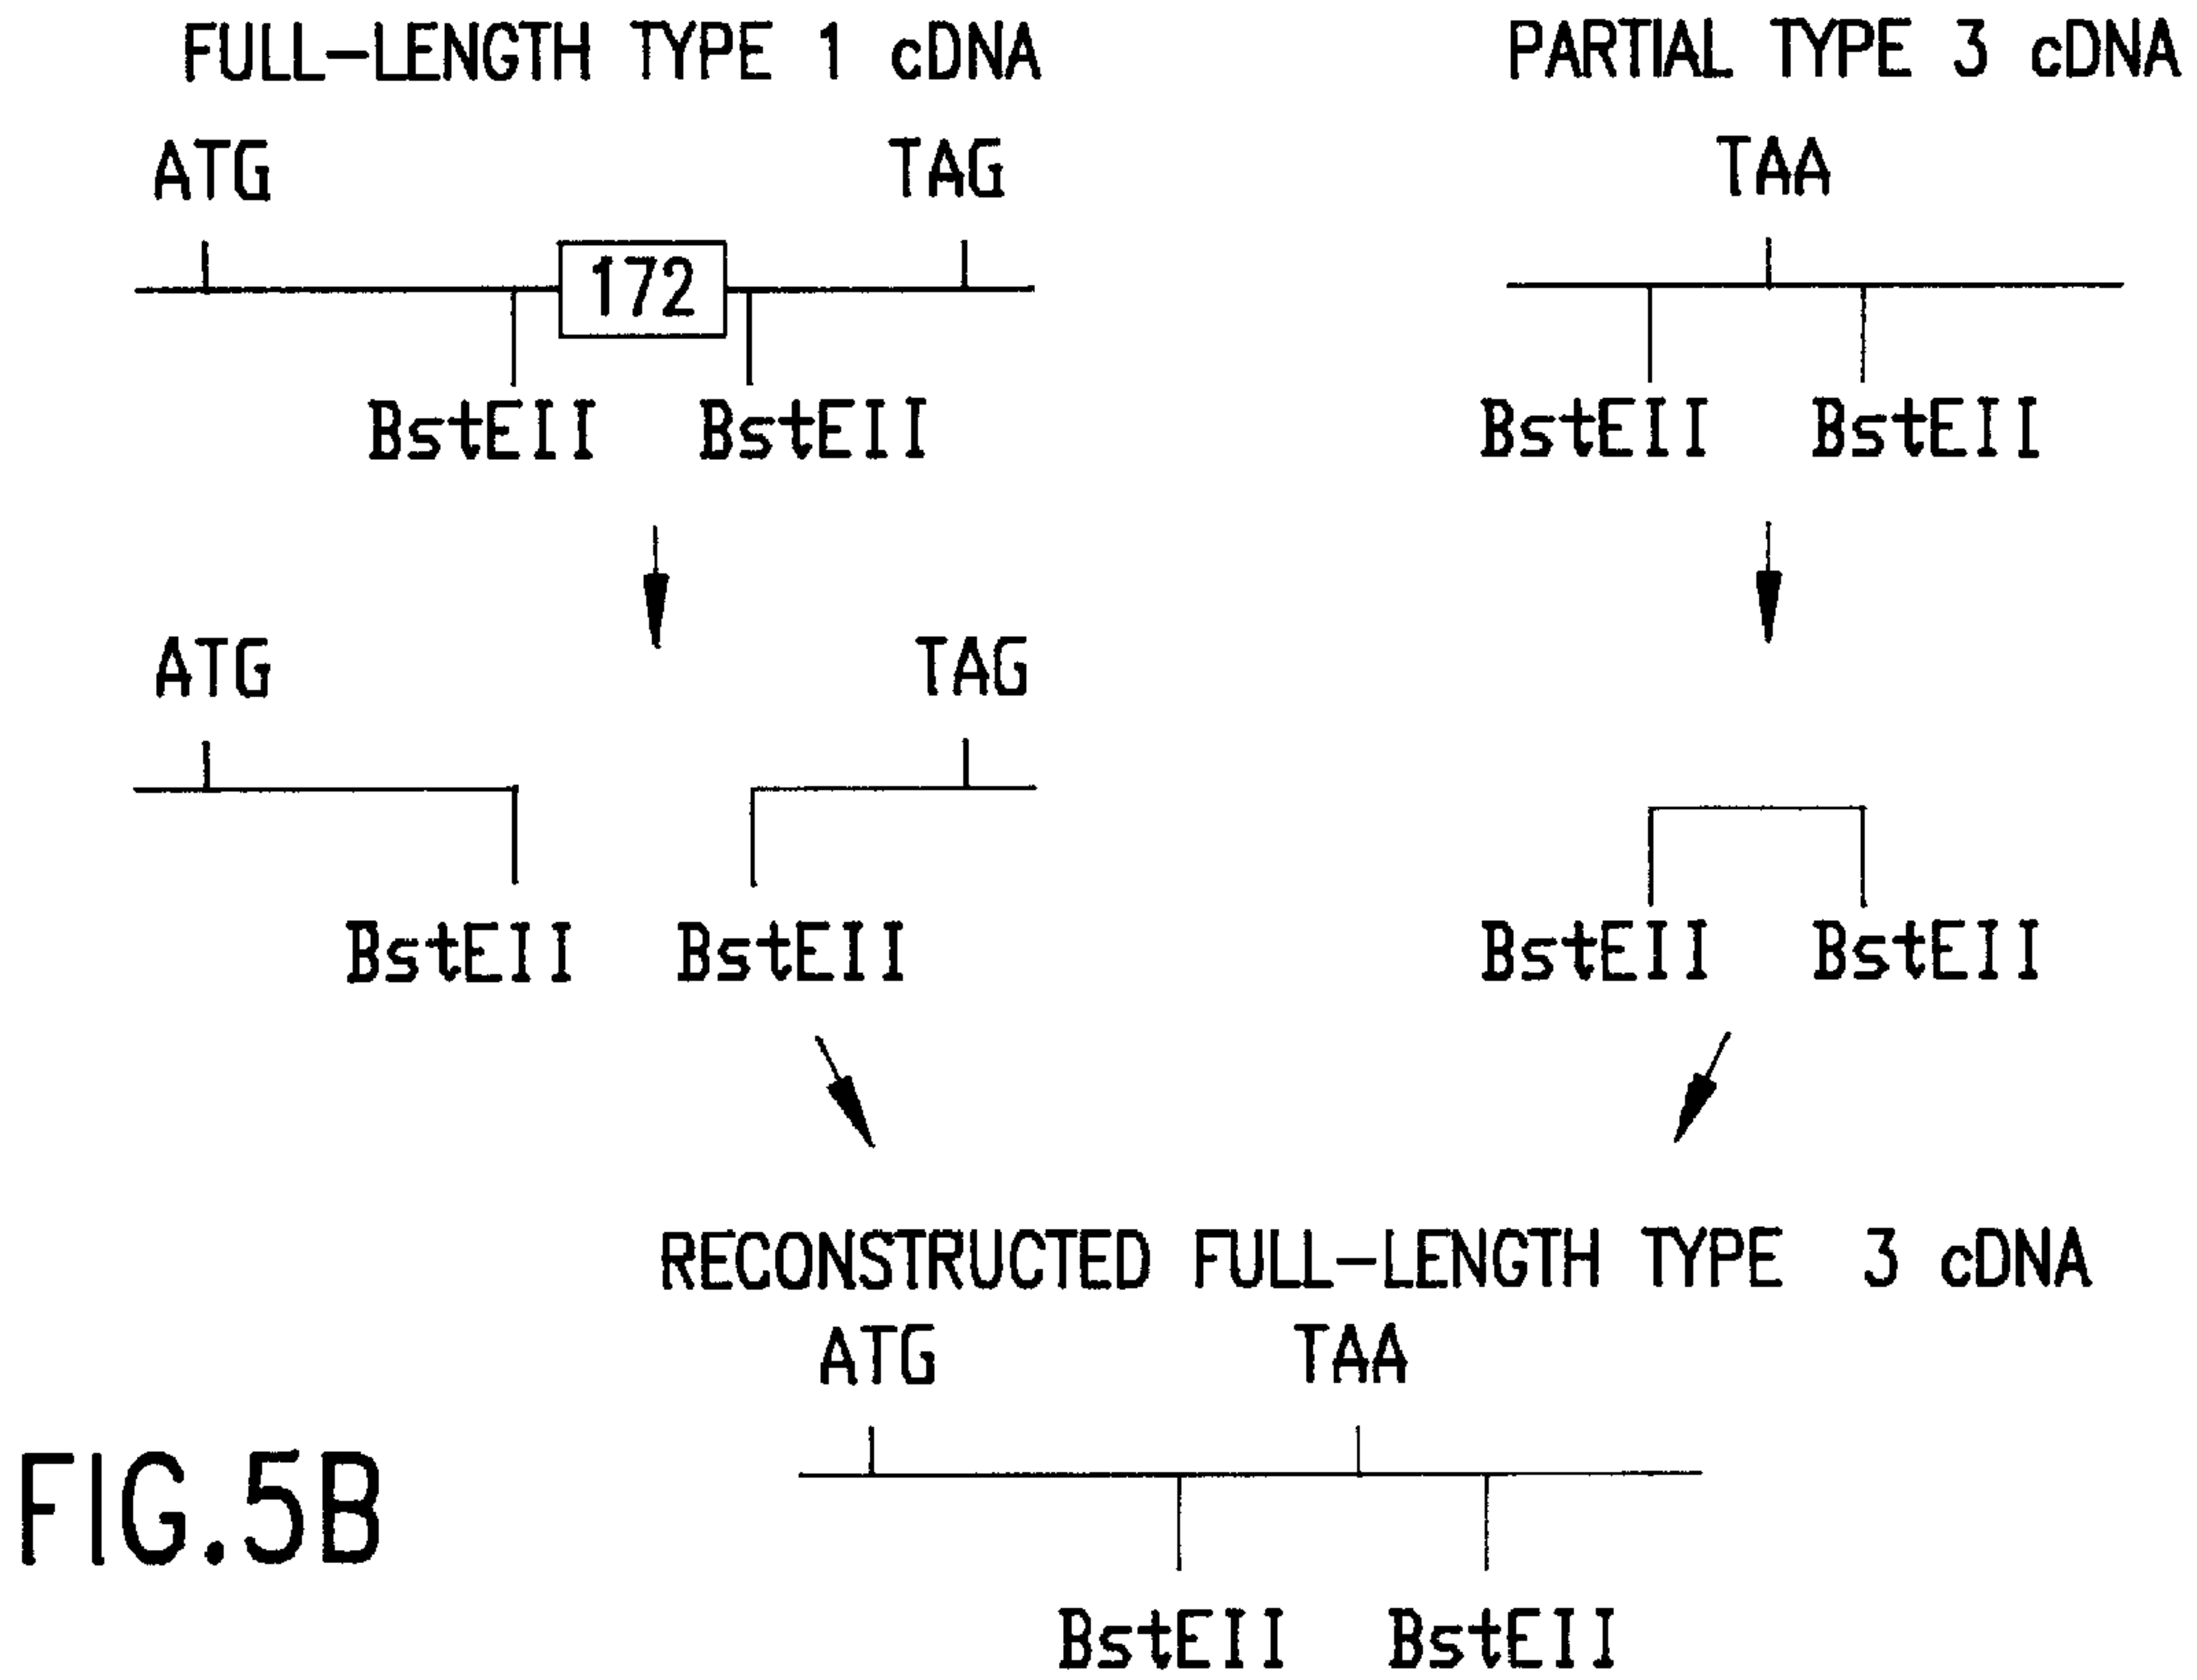 FULL-LENGTH TYPE 1 cDNA
PARTIAL TYPE 3 cDNA
ATG
TAG
TAA
172
BstEII BstEII
BstEII BstEII
ATG
TAG
BstEII BstEII
BstEII BstEII
RECONSTRUCTED FULL-LENGTH TYPE 3 cDNA
ATG
TAA
BstEII BstEII
FIG.5B